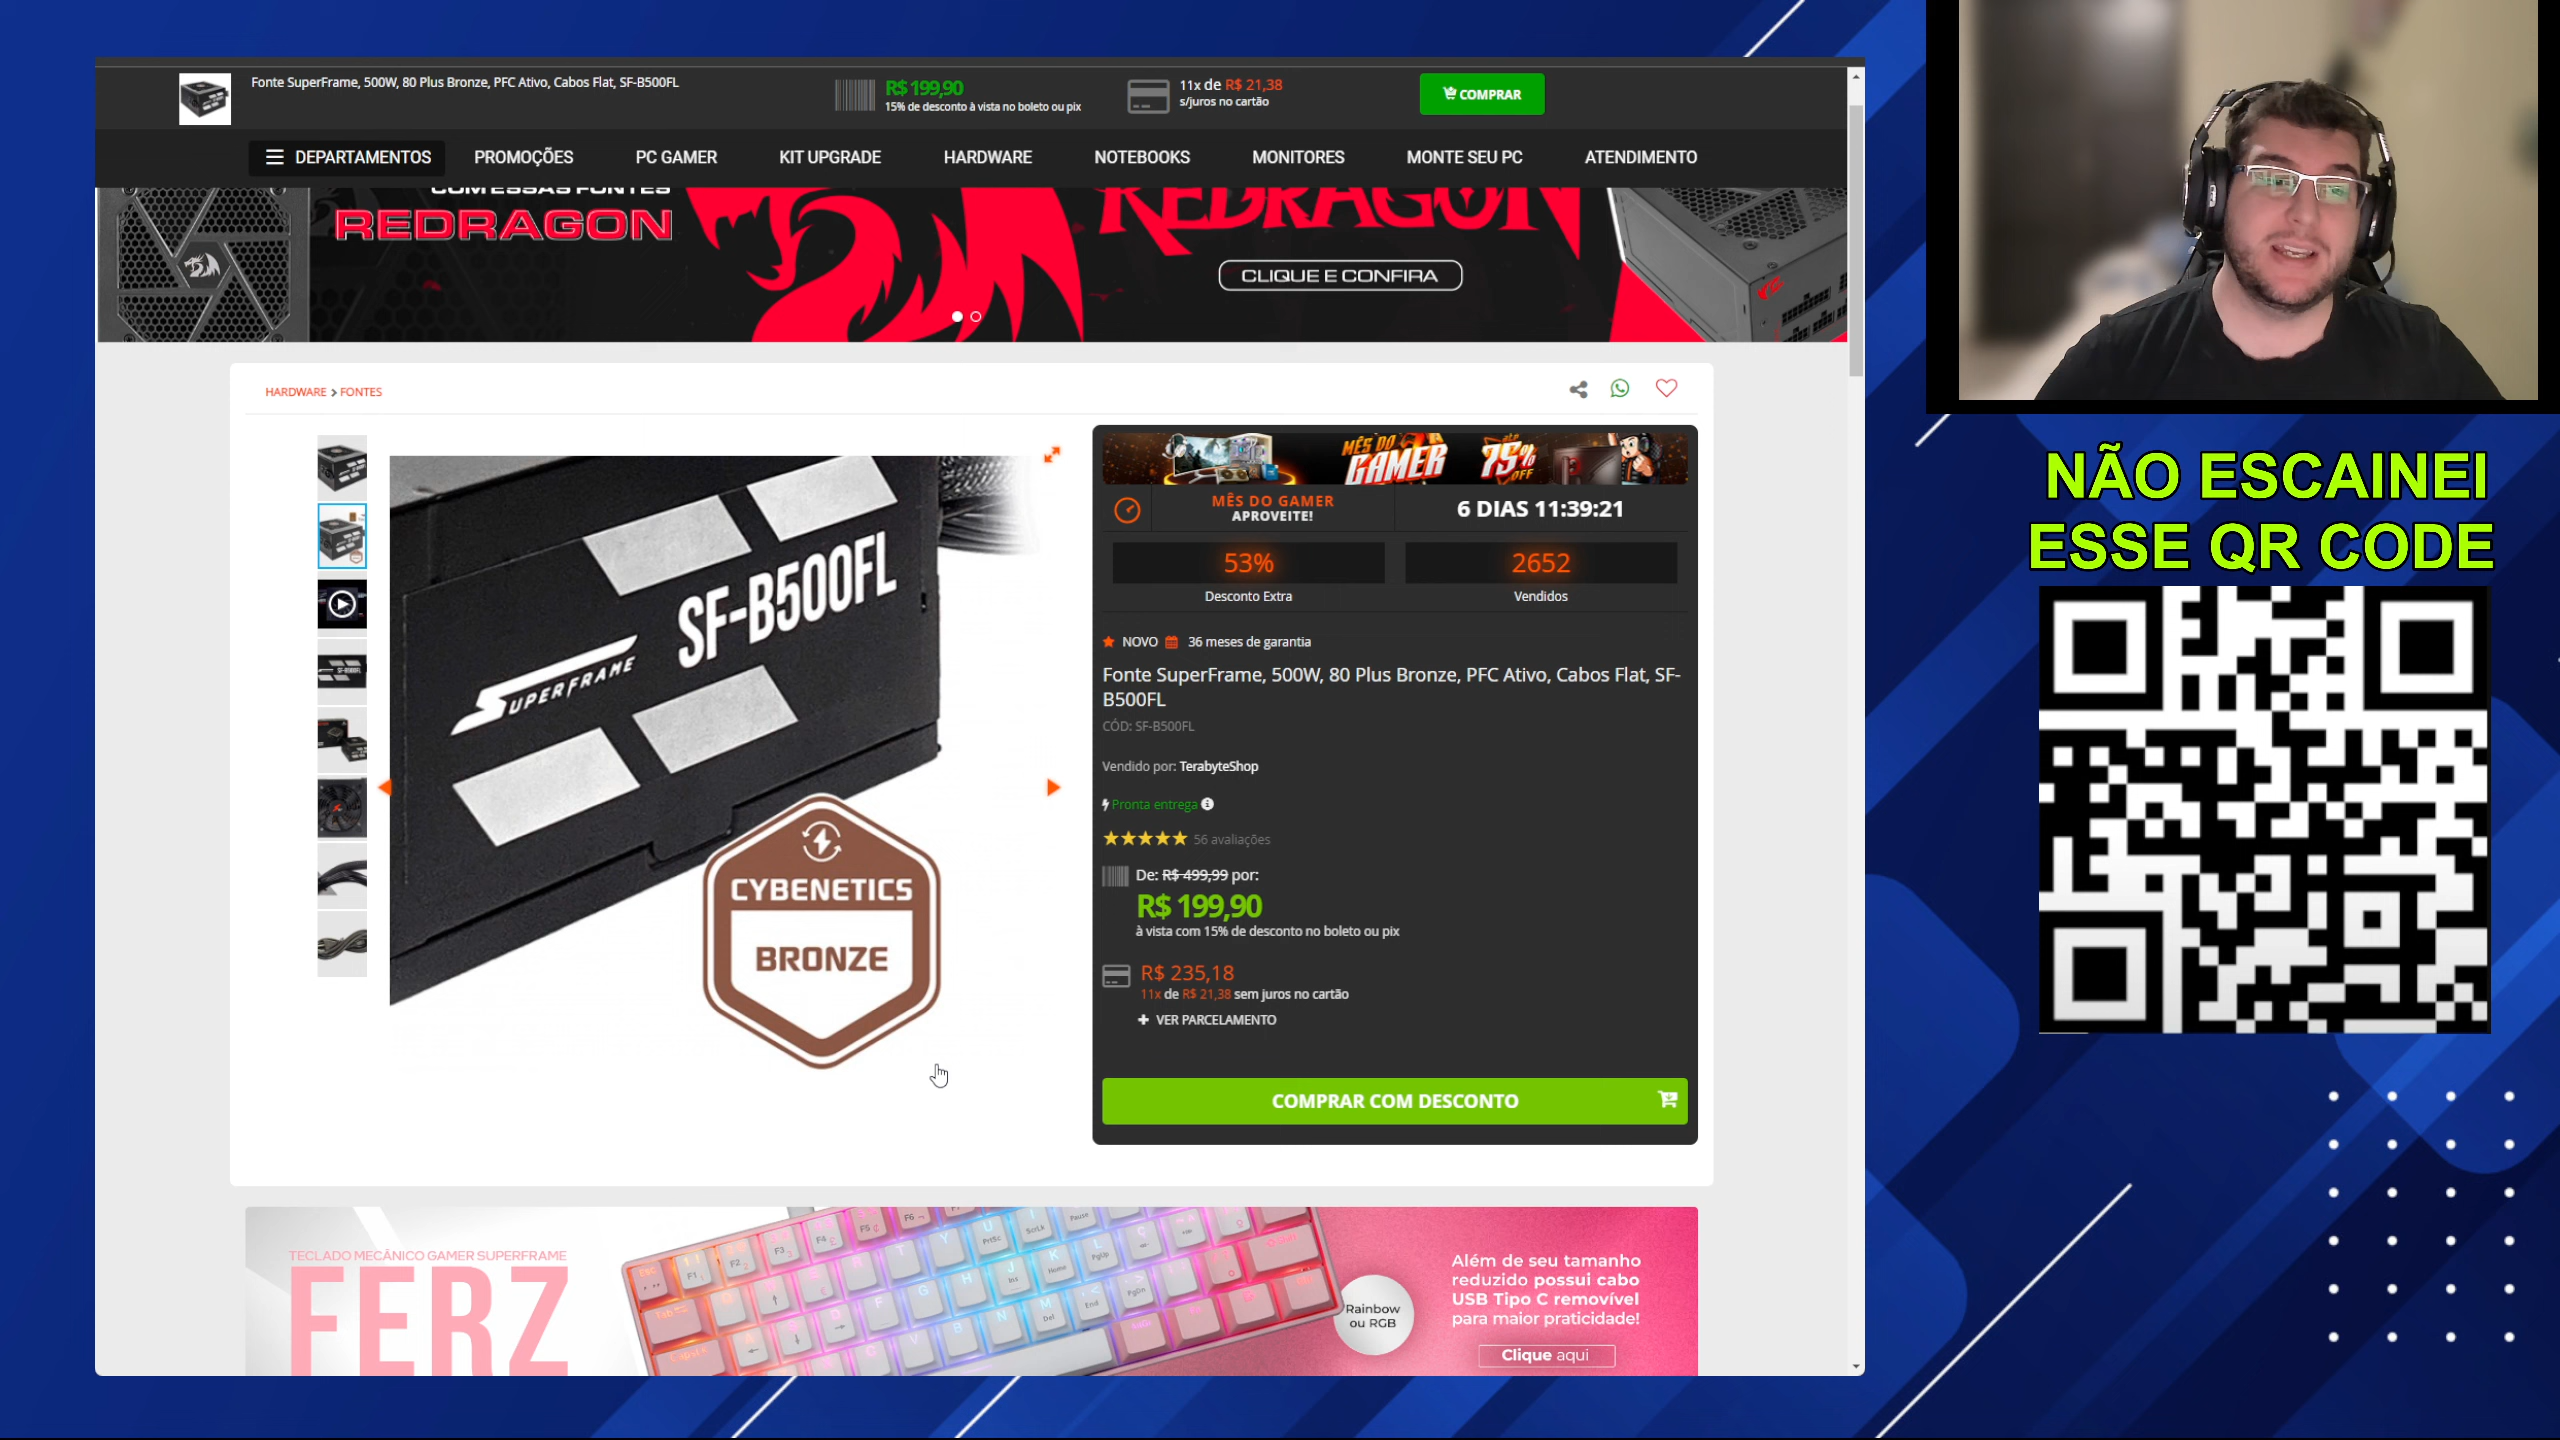 Fonte SuperFrame, 500W, 80 Plus Bronze, PFC Ativo, Cabos Flat, SF-B500FL
R$ 199,90
15% de desconto à vista no boleto ou pix
11x de R$ 21,38
s/juros no cartão
COMPRAR
DEPARTAMENTOS
PROMOÇÕES
PC GAMER
KIT UPGRADE
HARDWARE
NOTEBOOKS
MONITORES
MONTE SEU PC
ATENDIMENTO
COM ESSAS FONTES
REDRAGON
REDRAGON
CLIQUE E CONFIRA
HARDWARE > FONTES
SF-B500FL
SUPERFRAME
CYBENETICS
BRONZE
MÊS DO
GAMER
até
75%
OFF
MÊS DO GAMER
APROVEITE!
6 DIAS 11:39:21
53%
Desconto Extra
2652
Vendidos
NOVO
36 meses de garantia
Fonte SuperFrame, 500W, 80 Plus Bronze, PFC Ativo, Cabos Flat, SF-
B500FL
CÓD: SF-B500FL
Vendido por: TerabyteShop
Pronta entrega
56 avaliações
De: R$ 499,99 por:
R$ 199,90
à vista com 15% de desconto no boleto ou pix
R$ 235,18
11x de R$ 21,38 sem juros no cartão
+ VER PARCELAMENTO
COMPRAR COM DESCONTO
TECLADO MECÂNICO GAMER SUPERFRAME
FERZ
Rainbow
ou RGB
Além de seu tamanho
reduzido possui cabo
USB Tipo C removível
para maior praticidade!
Clique aqui
NÃO ESCAINEI
ESSE QR CODE